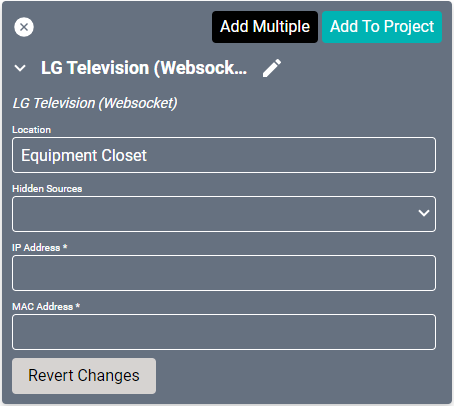 Add Multiple
Add To Project
LG Television (Websock...
LG Television (Websocket)
Location
Equipment Closet
Hidden Sources
IP Address *
MAC Address *
Revert Changes